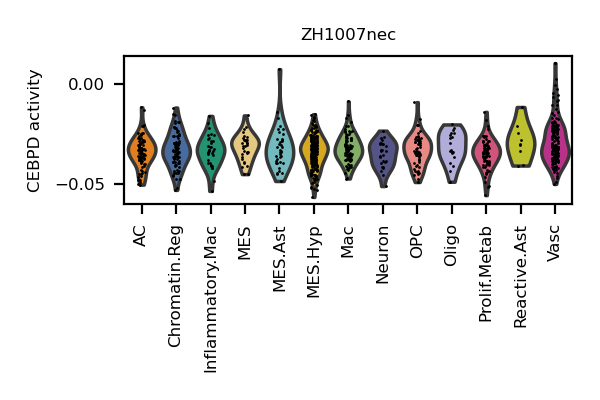 ZH1007nec
CEBPD activity
0.00
−0.05
AC
Chromatin.Reg
Inflammatory.Mac
MES
MES.Ast
MES.Hyp
Mac
Neuron
OPC
Oligo
Prolif.Metab
Reactive.Ast
Vasc